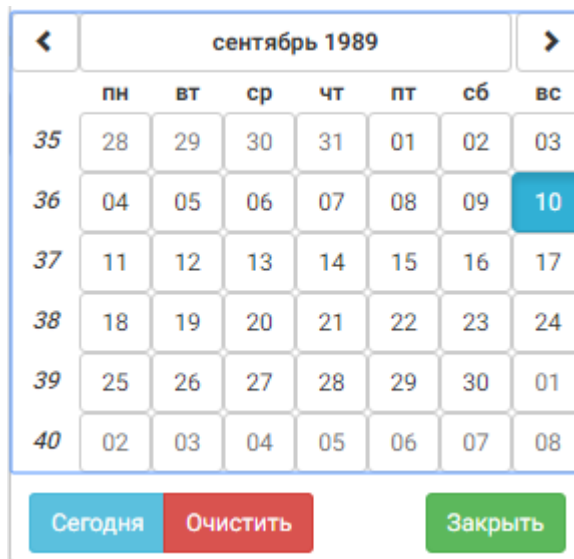 сентябрь 1989
пн вт ср чт пт сб вс
35 28 29 30 31 01 02 03
36 04 05 06 07 08 09 10
37 11 12 13 14 15 16 17
38 18 19 20 21 22 23 24
39 25 26 27 28 29 30 01
40 02 03 04 05 06 07 08
Сегодня Очистить Закрыть